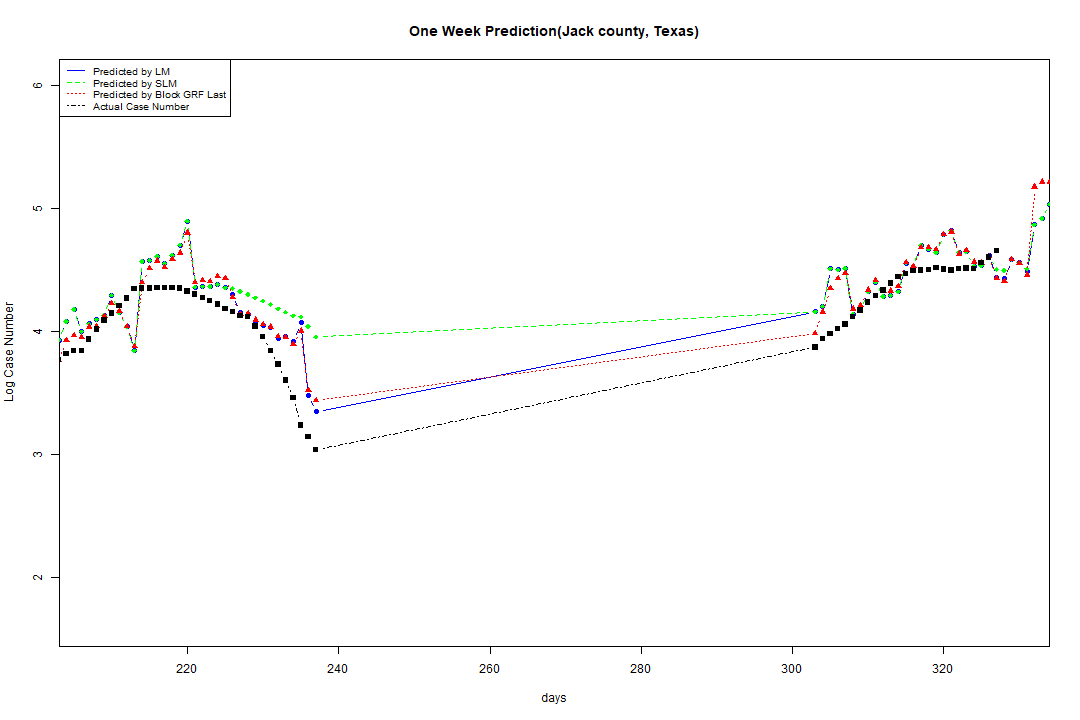 One Week Prediction(Jack county, Texas)
Predicted by LM
Predicted by SLM
Predicted by Block GRF Last
Actual Case Number
6
5
4
3
2
Log Case Number
220 240 260 280 300 320
days